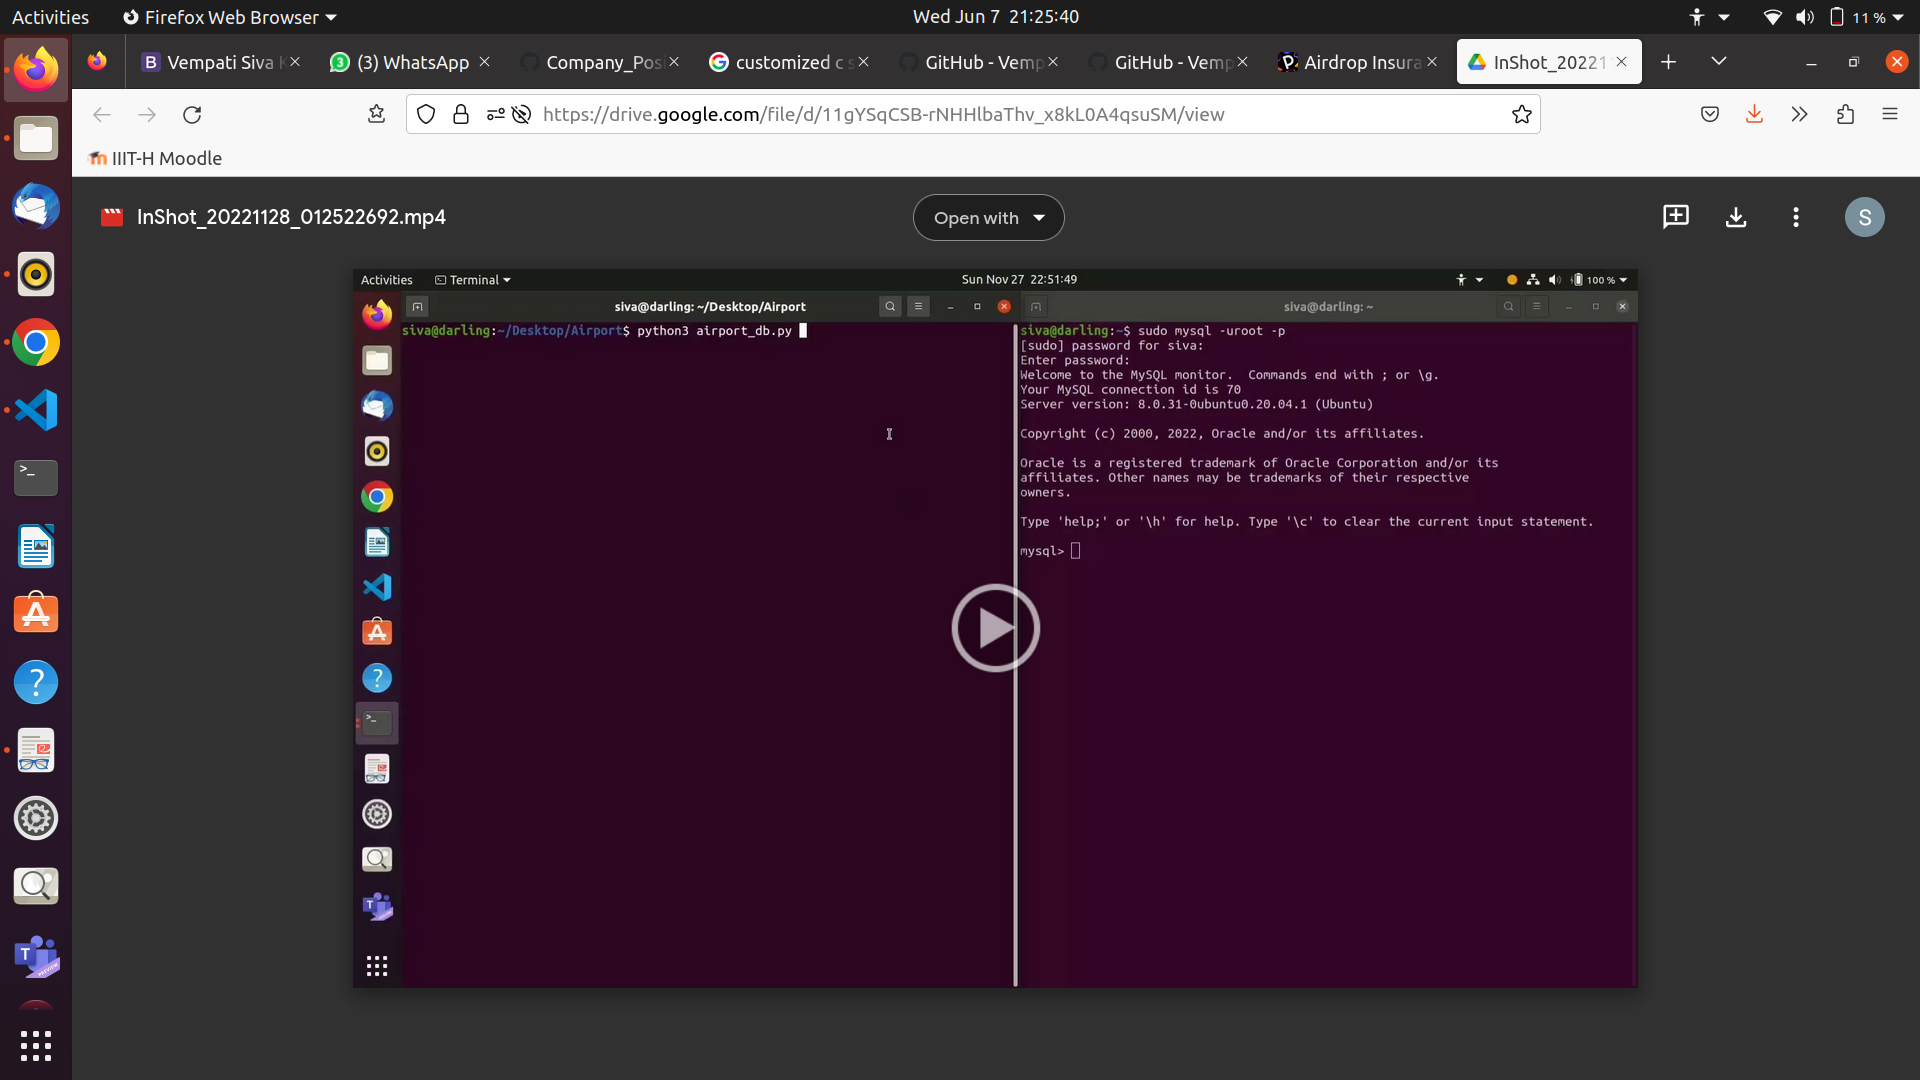 Activities Firefox Web Browser Wed Jun 7 21:25:40 11 %
B Vempati Siva K (3) WhatsApp Company_Posi customized c s GitHub - Vemp GitHub - Vemp Airdrop Insura InShot_20221
https://drive.google.com/file/d/11gYSqCSB-rNHHlbaThv_x8kL0A4qsuSM/view
IIIT-H Moodle
InShot_20221128_012522692.mp4 Open with S
Activities Terminal Sun Nov 27 22:51:49 100 %
siva@darling: ~/Desktop/Airport
siva@darling:~/Desktop/Airport$ python3 airport_db.py
siva@darling: ~
siva@darling:~$ sudo mysql -uroot -p
[sudo] password for siva:
Enter password:
Welcome to the MySQL monitor.  Commands end with ; or \g.
Your MySQL connection id is 70
Server version: 8.0.31-0ubuntu0.20.04.1 (Ubuntu)
Copyright (c) 2000, 2022, Oracle and/or its affiliates.
Oracle is a registered trademark of Oracle Corporation and/or its
affiliates. Other names may be trademarks of their respective
owners.
Type 'help;' or '\h' for help. Type '\c' to clear the current input statement.
mysql>